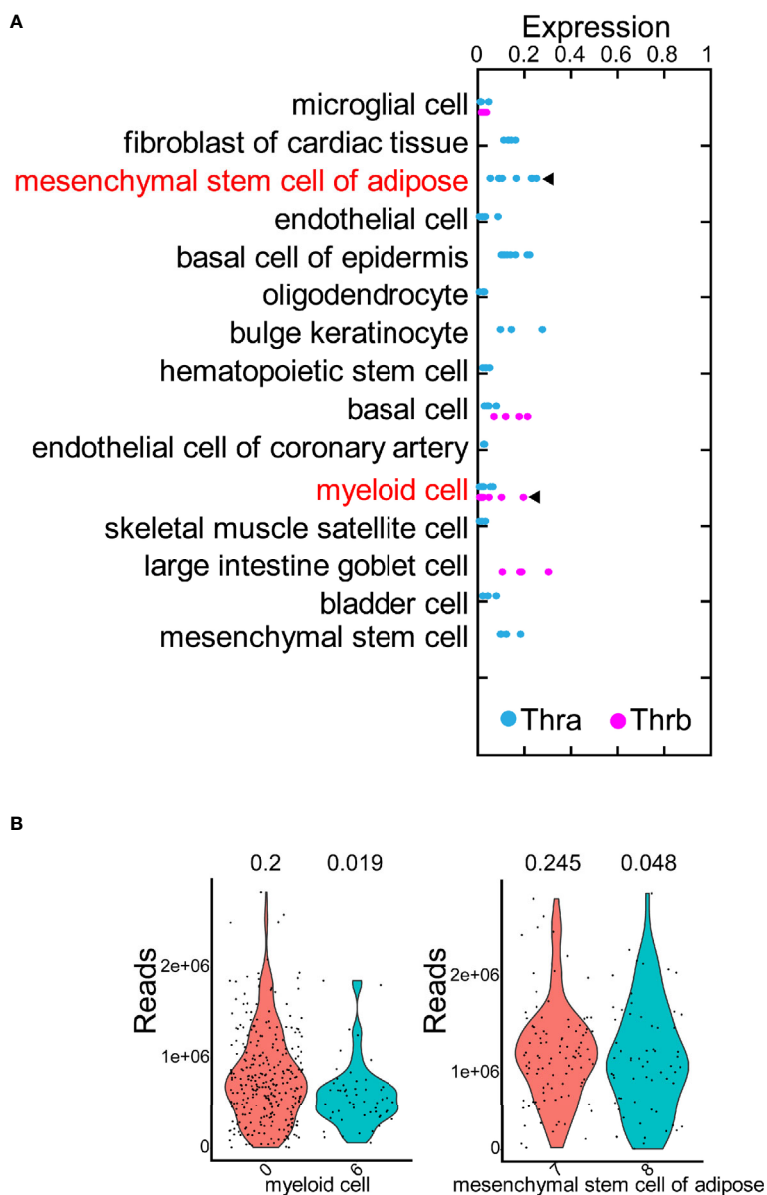 A
Expression
0 0.2 0.4 0.6 0.8 1
microglial cell
fibroblast of cardiac tissue
mesenchymal stem cell of adipose
endothelial cell
basal cell of epidermis
oligodendrocyte
bulge keratinocyte
hematopoietic stem cell
basal cell
endothelial cell of coronary artery
myeloid cell
skeletal muscle satellite cell
large intestine goblet cell
bladder cell
mesenchymal stem cell
Thra Thrb
B
0.2 0.019 0.245 0.048
Reads
2e+06
1e+06
0
0 6
myeloid cell
Reads
2e+06
1e+06
0
7 8
mesenchymal stem cell of adipose